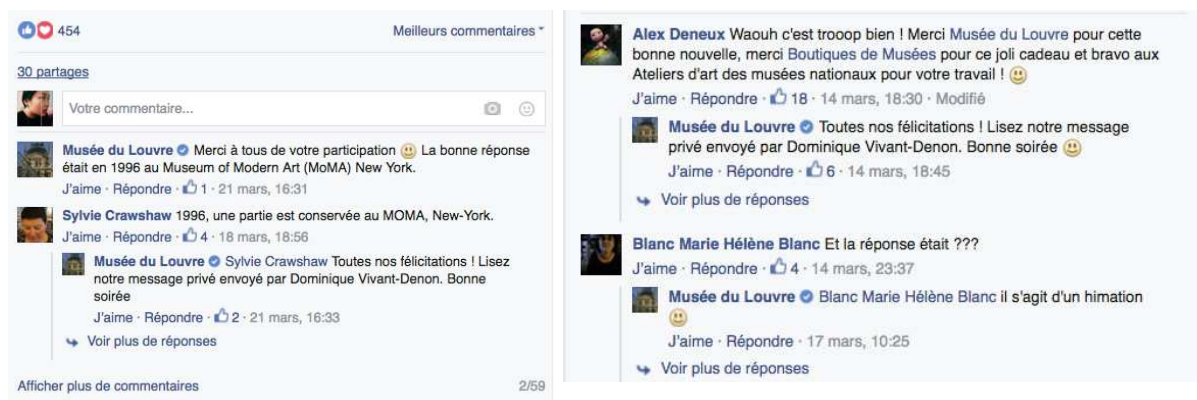 454 Meilleurs commentaires
30 partages
Votre commentaire...
Musée du Louvre Merci à tous de votre participation La bonne réponse
était en 1996 au Museum of Modern Art (MoMA) New York.
J'aime · Répondre · 1 · 21 mars, 16:31
Sylvie Crawshaw 1996, une partie est conservée au MOMA, New-York.
J'aime · Répondre · 4 · 18 mars, 18:56
Musée du Louvre Sylvie Crawshaw Toutes nos félicitations ! Lisez
notre message privé envoyé par Dominique Vivant-Denon. Bonne
soirée
J'aime · Répondre · 2 · 21 mars, 16:33
Voir plus de réponses
Afficher plus de commentaires 2/59
Alex Deneux Waouh c'est trooop bien ! Merci Musée du Louvre pour cette
bonne nouvelle, merci Boutiques de Musées pour ce joli cadeau et bravo aux
Ateliers d'art des musées nationaux pour votre travail !
J'aime · Répondre · 18 · 14 mars, 18:30 · Modifié
Musée du Louvre Toutes nos félicitations ! Lisez notre message
privé envoyé par Dominique Vivant-Denon. Bonne soirée
J'aime · Répondre · 6 · 14 mars, 18:45
Voir plus de réponses
Blanc Marie Hélène Blanc Et la réponse était ???
J'aime · Répondre · 4 · 14 mars, 23:37
Musée du Louvre Blanc Marie Hélène Blanc il s'agit d'un himation
J'aime · Répondre · 17 mars, 10:25
Voir plus de réponses